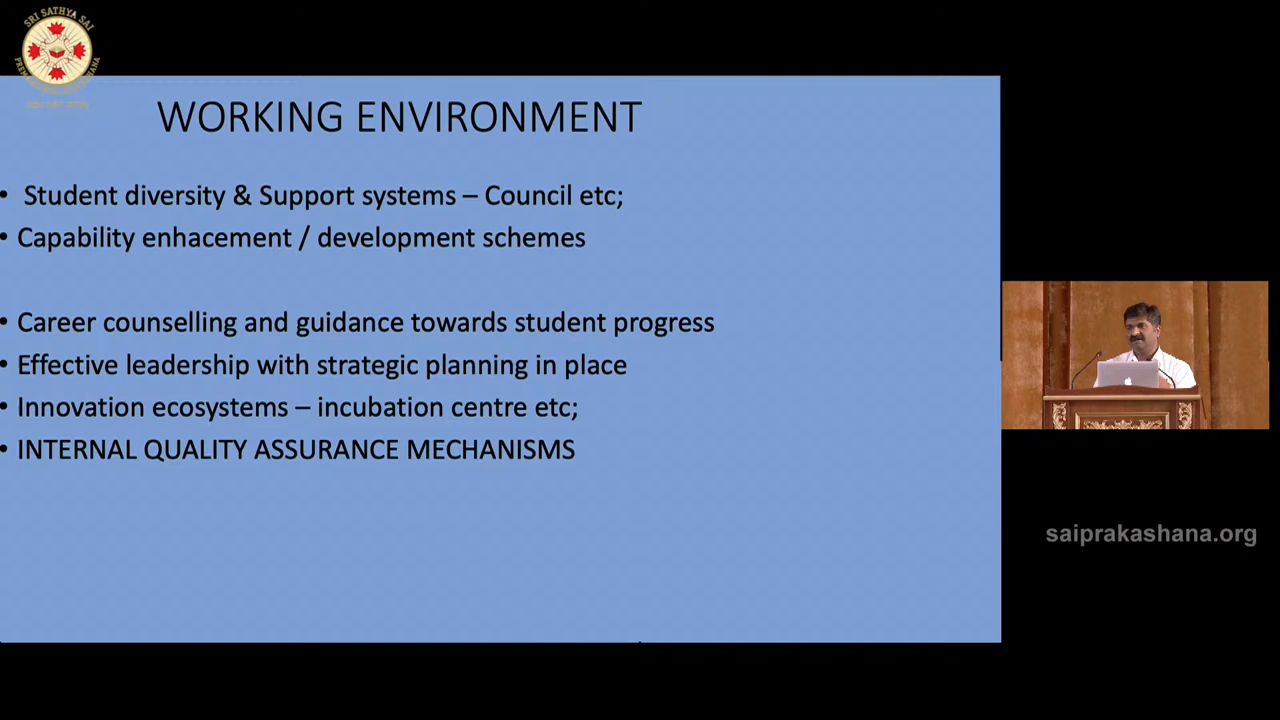 SRI SATHYA SAI
WORKING ENVIRONMENT
• Student diversity & Support systems – Council etc;
• Capability enhacement / development schemes
• Career counselling and guidance towards student progress
• Effective leadership with strategic planning in place
• Innovation ecosystems – incubation centre etc;
• INTERNAL QUALITY ASSURANCE MECHANISMS
saiprakashana.org